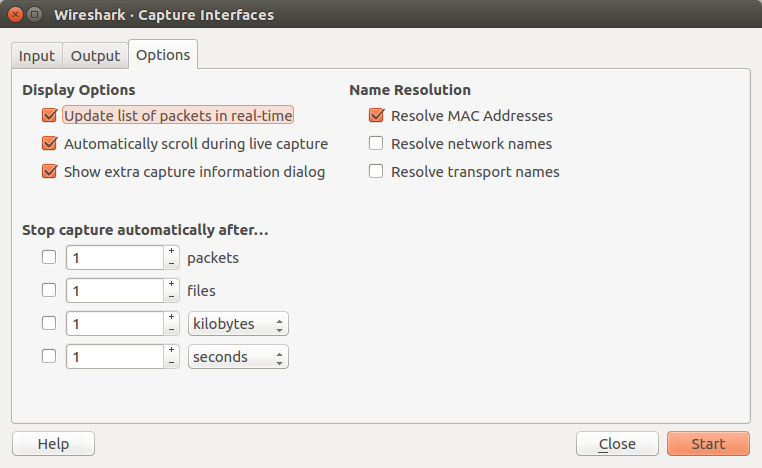 Wireshark · Capture Interfaces
Input Output Options
Display Options
Update list of packets in real-time
Automatically scroll during live capture
Show extra capture information dialog
Name Resolution
Resolve MAC Addresses
Resolve network names
Resolve transport names
Stop capture automatically after...
1 packets
1 files
1 kilobytes
1 seconds
Help Close Start